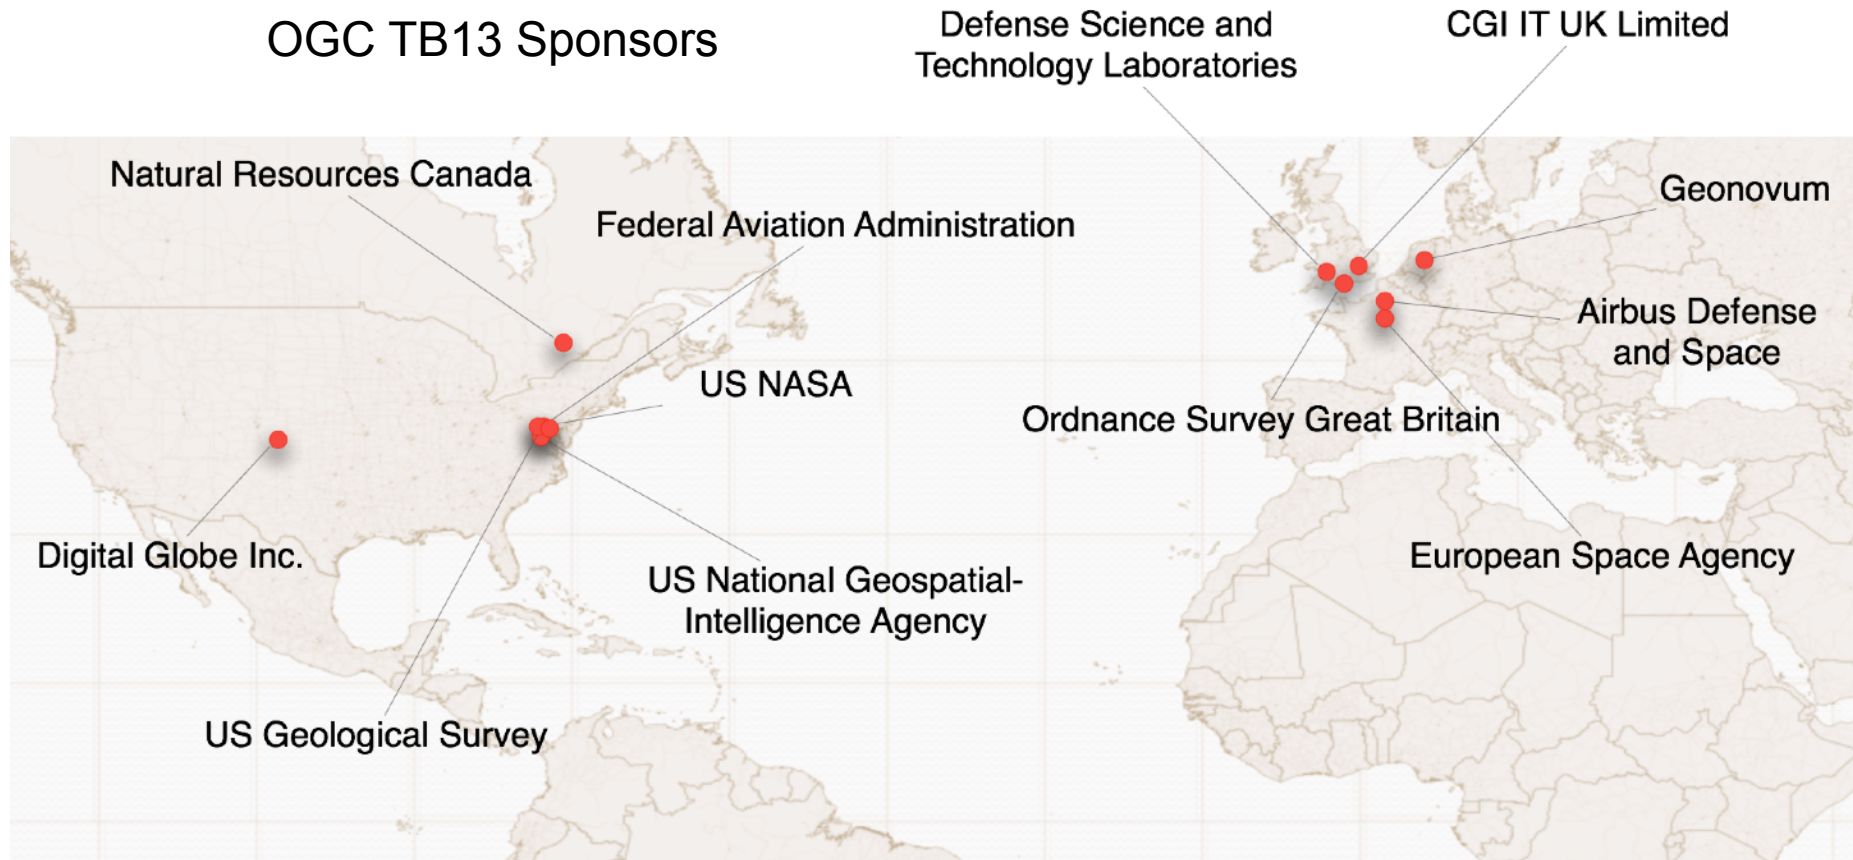 OGC TB13 Sponsors
Defense Science and
Technology Laboratories
CGI IT UK Limited
Natural Resources Canada
Federal Aviation Administration
Geonovum
US NASA
Airbus Defense
and Space
Ordnance Survey Great Britain
Digital Globe Inc.
European Space Agency
US National Geospatial-
Intelligence Agency
US Geological Survey